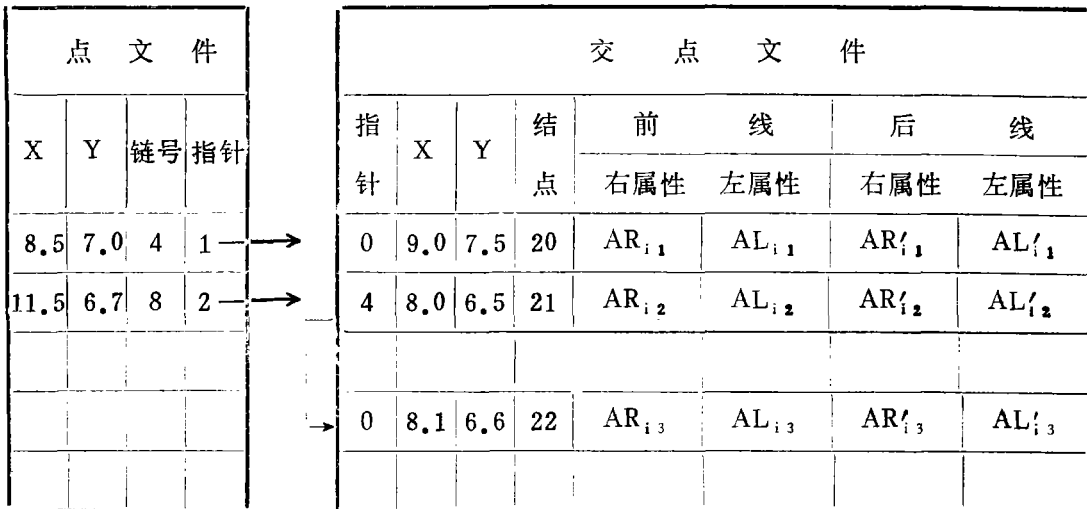 点 文 件
交 点 文 件
X Y 链号 指针
指针 X Y 结点 前 线 后 线
右属性 左属性 右属性 左属性
8.5 7.0 4 1 → 0 9.0 7.5 20 ARᵢ₁ ALᵢ₁ AR′ᵢ₁ AL′ᵢ₁
11.5 6.7 8 2 → 4 8.0 6.5 21 ARᵢ₂ ALᵢ₂ AR′ᵢ₂ AL′ᵢ₂
→ 0 8.1 6.6 22 ARᵢ₃ ALᵢ₃ AR′ᵢ₃ AL′ᵢ₃